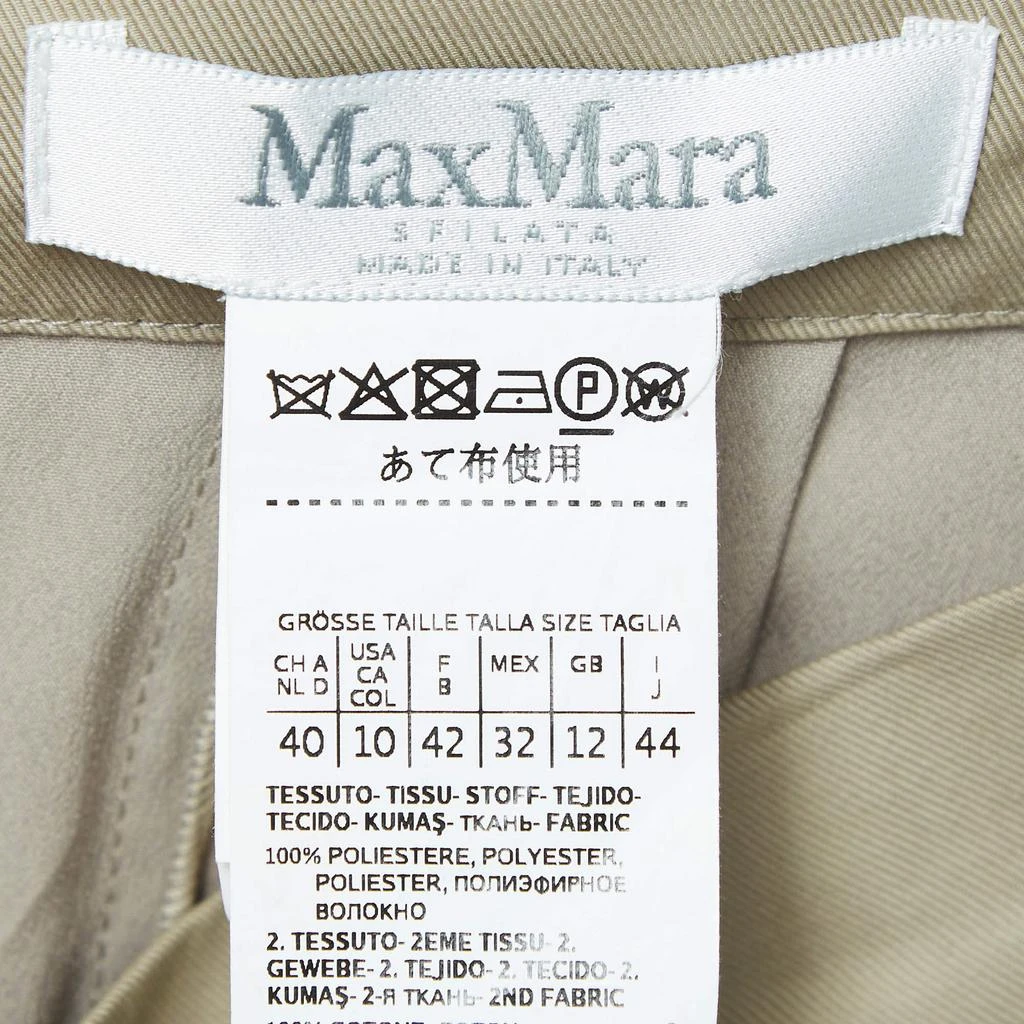 MaxMara
SFILATA
MADE IN ITALY
P W
あて布使用
GRÖSSE TAILLE TALLA SIZE TAGLIA
CH A NL D USA CA COL F B MEX GB I J
40 10 42 32 12 44
TESSUTO- TISSU- STOFF- TEJIDO-
TECIDO- KUMAŞ- ТКАНЬ- FABRIC
100% POLIESTERE, POLYESTER,
POLIESTER, ПОЛИЭФИРНОЕ
ВОЛОКНО
2. TESSUTO- 2EME TISSU- 2.
GEWEBE- 2. TEJIDO- 2. TECIDO- 2.
KUMAŞ- 2-Я ТКАНЬ- 2ND FABRIC